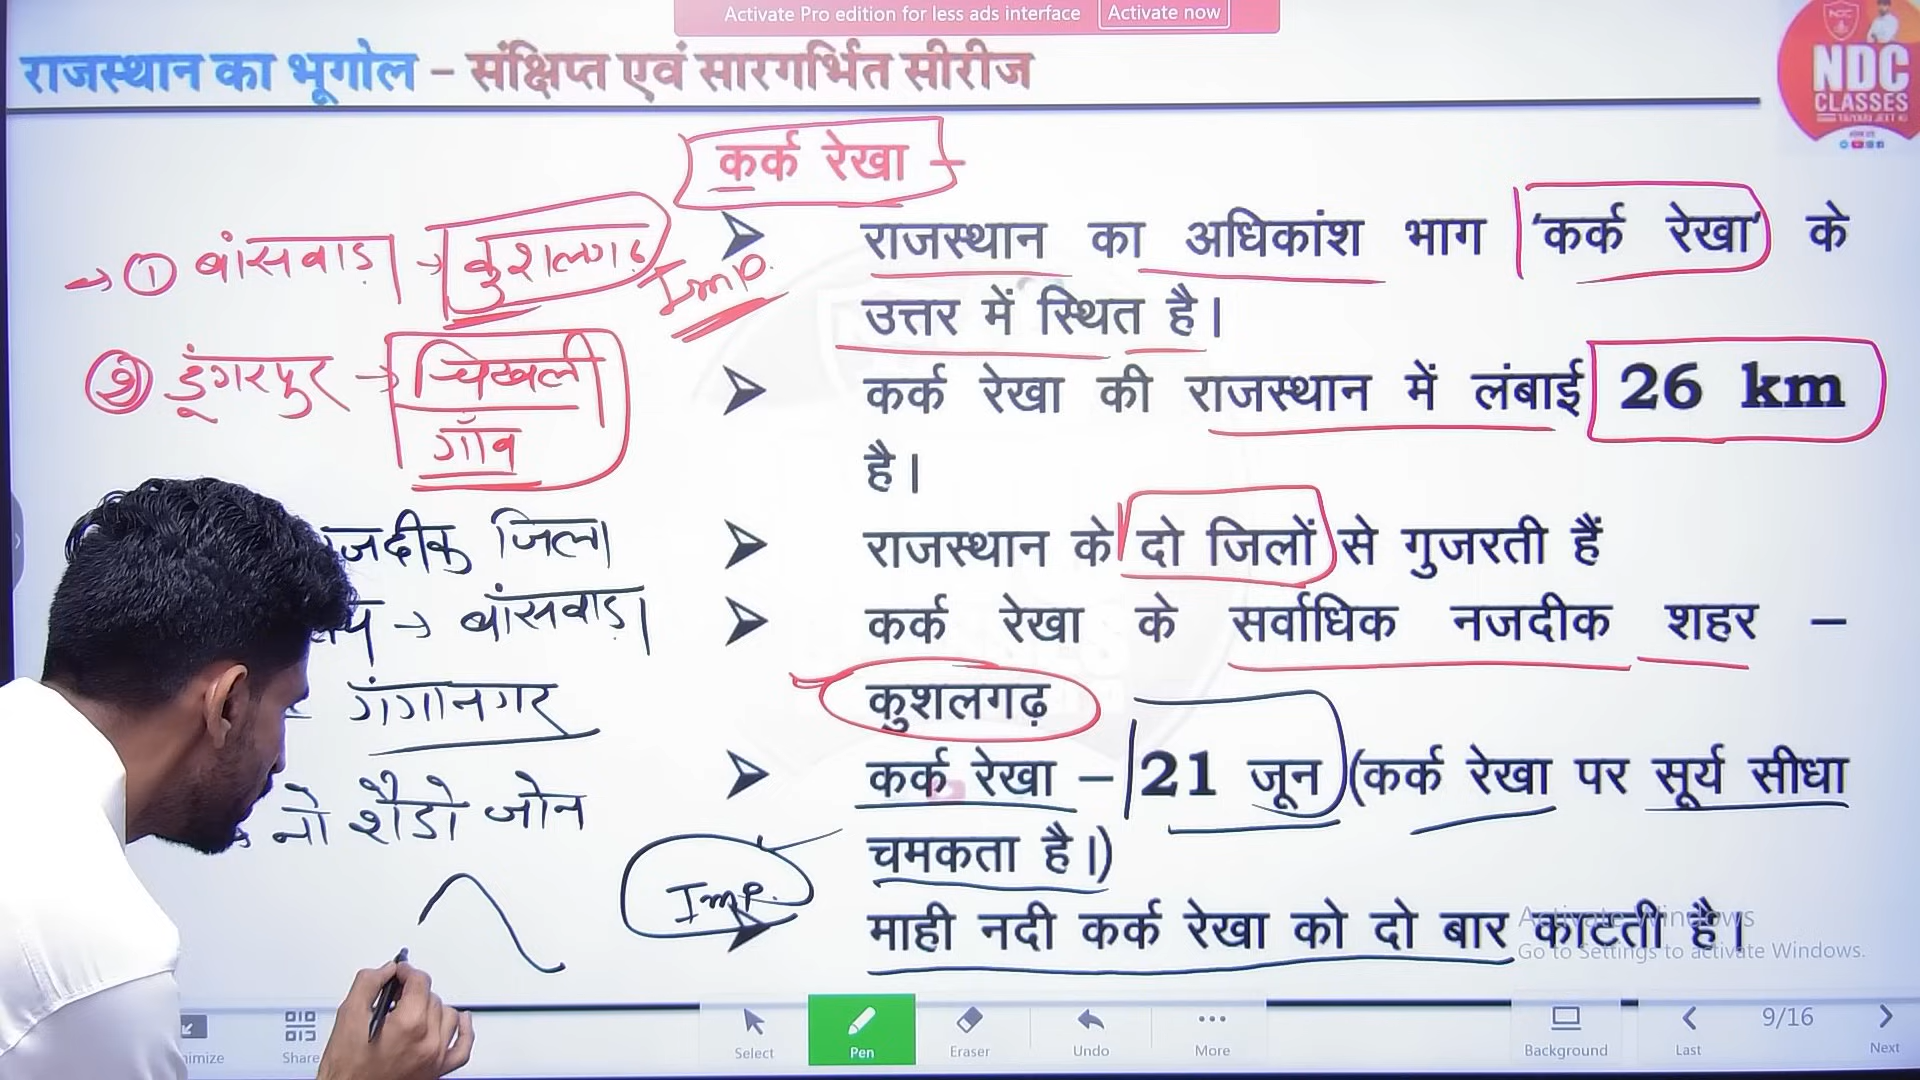 Activate Pro edition for less ads interface Activate now
राजस्थान का भूगोल – संक्षिप्त एवं सारगर्भित सीरीज
NDC
CLASSES
कर्क रेखा –
→ ① बांसवाड़ा → कुशलगढ़
Imp.
② डूंगरपुर → चिखली
गाँव
जदीक जिला
→ बांसवाड़ा
गंगानगर
नो शैडो जोन
Imp.
➤ राजस्थान का अधिकांश भाग 'कर्क रेखा' के
उत्तर में स्थित है।
➤ कर्क रेखा की राजस्थान में लंबाई 26 km
है।
➤ राजस्थान के दो जिलों से गुजरती हैं
➤ कर्क रेखा के सर्वाधिक नजदीक शहर –
कुशलगढ़
➤ कर्क रेखा – 21 जून (कर्क रेखा पर सूर्य सीधा
चमकता है।)
➤ माही नदी कर्क रेखा को दो बार काटती है।
Activate Windows
Go to Settings to activate Windows.
nimize Share Select Pen Eraser Undo More Background Last 9/16 Next